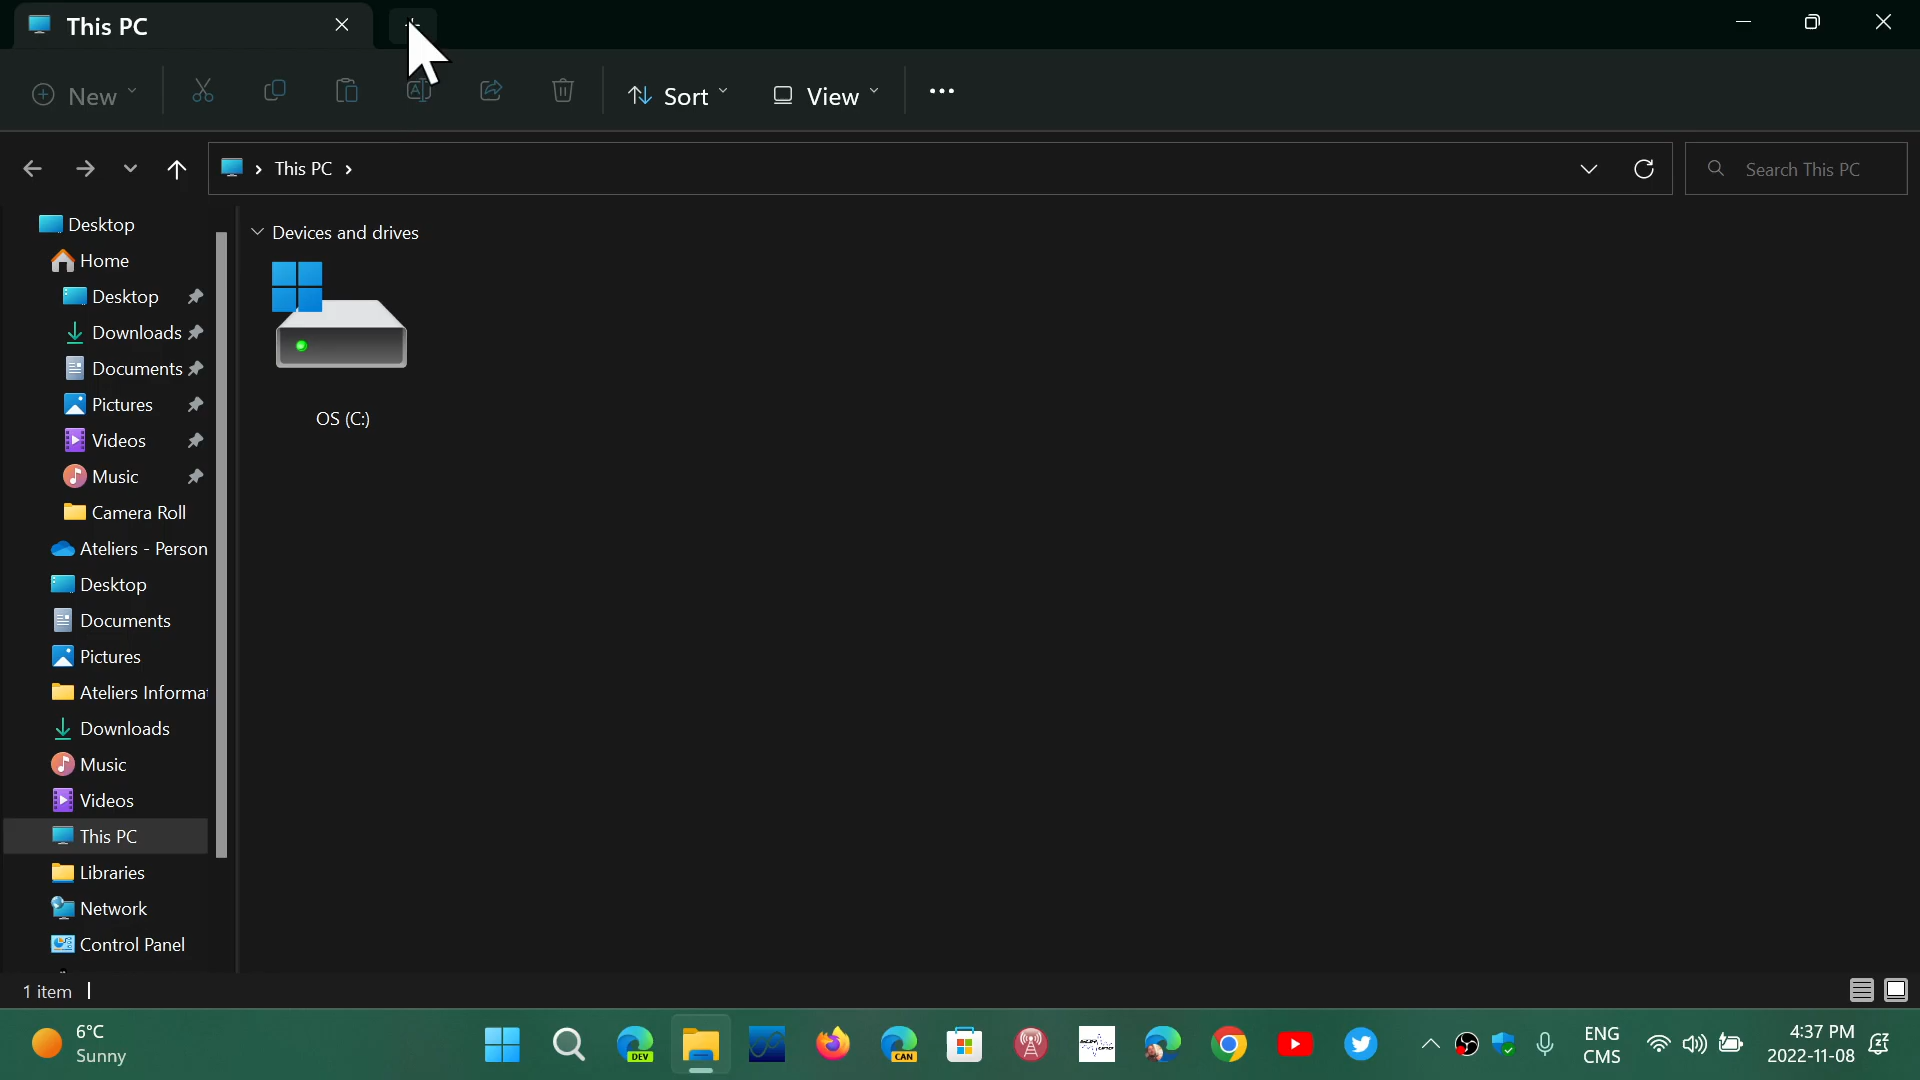 This PC
New
Sort
View
This PC
Search This PC
Desktop
Home
Desktop
Downloads
Documents
Pictures
Videos
Music
Camera Roll
Ateliers - Person
Desktop
Documents
Pictures
Ateliers Informa
Downloads
Music
Videos
This PC
Libraries
Network
Control Panel
Devices and drives
OS (C:)
1 item
6°C
Sunny
DEV
CAN
ENG
CMS
4:37 PM
2022-11-08